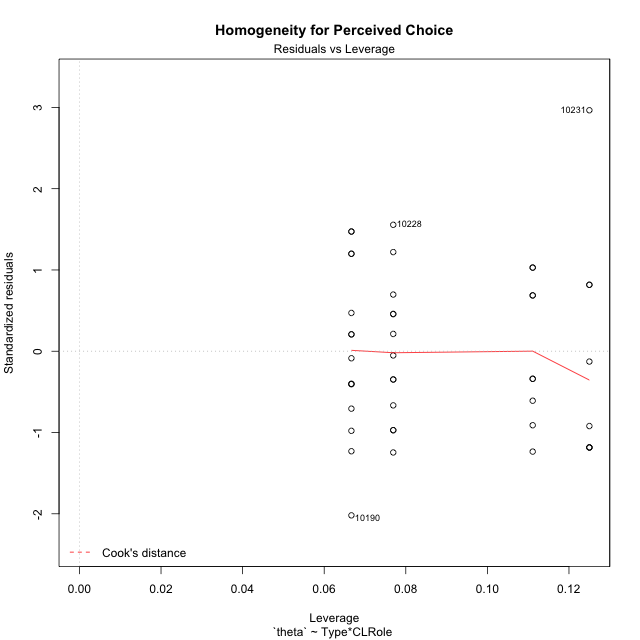 Homogeneity for Perceived Choice
Residuals vs Leverage
3
2
1
0
-1
-2
Standardized residuals
10231
10228
10190
Cook's distance
0.00
0.02
0.04
0.06
0.08
0.10
0.12
Leverage
`theta` ~ Type*CLRole